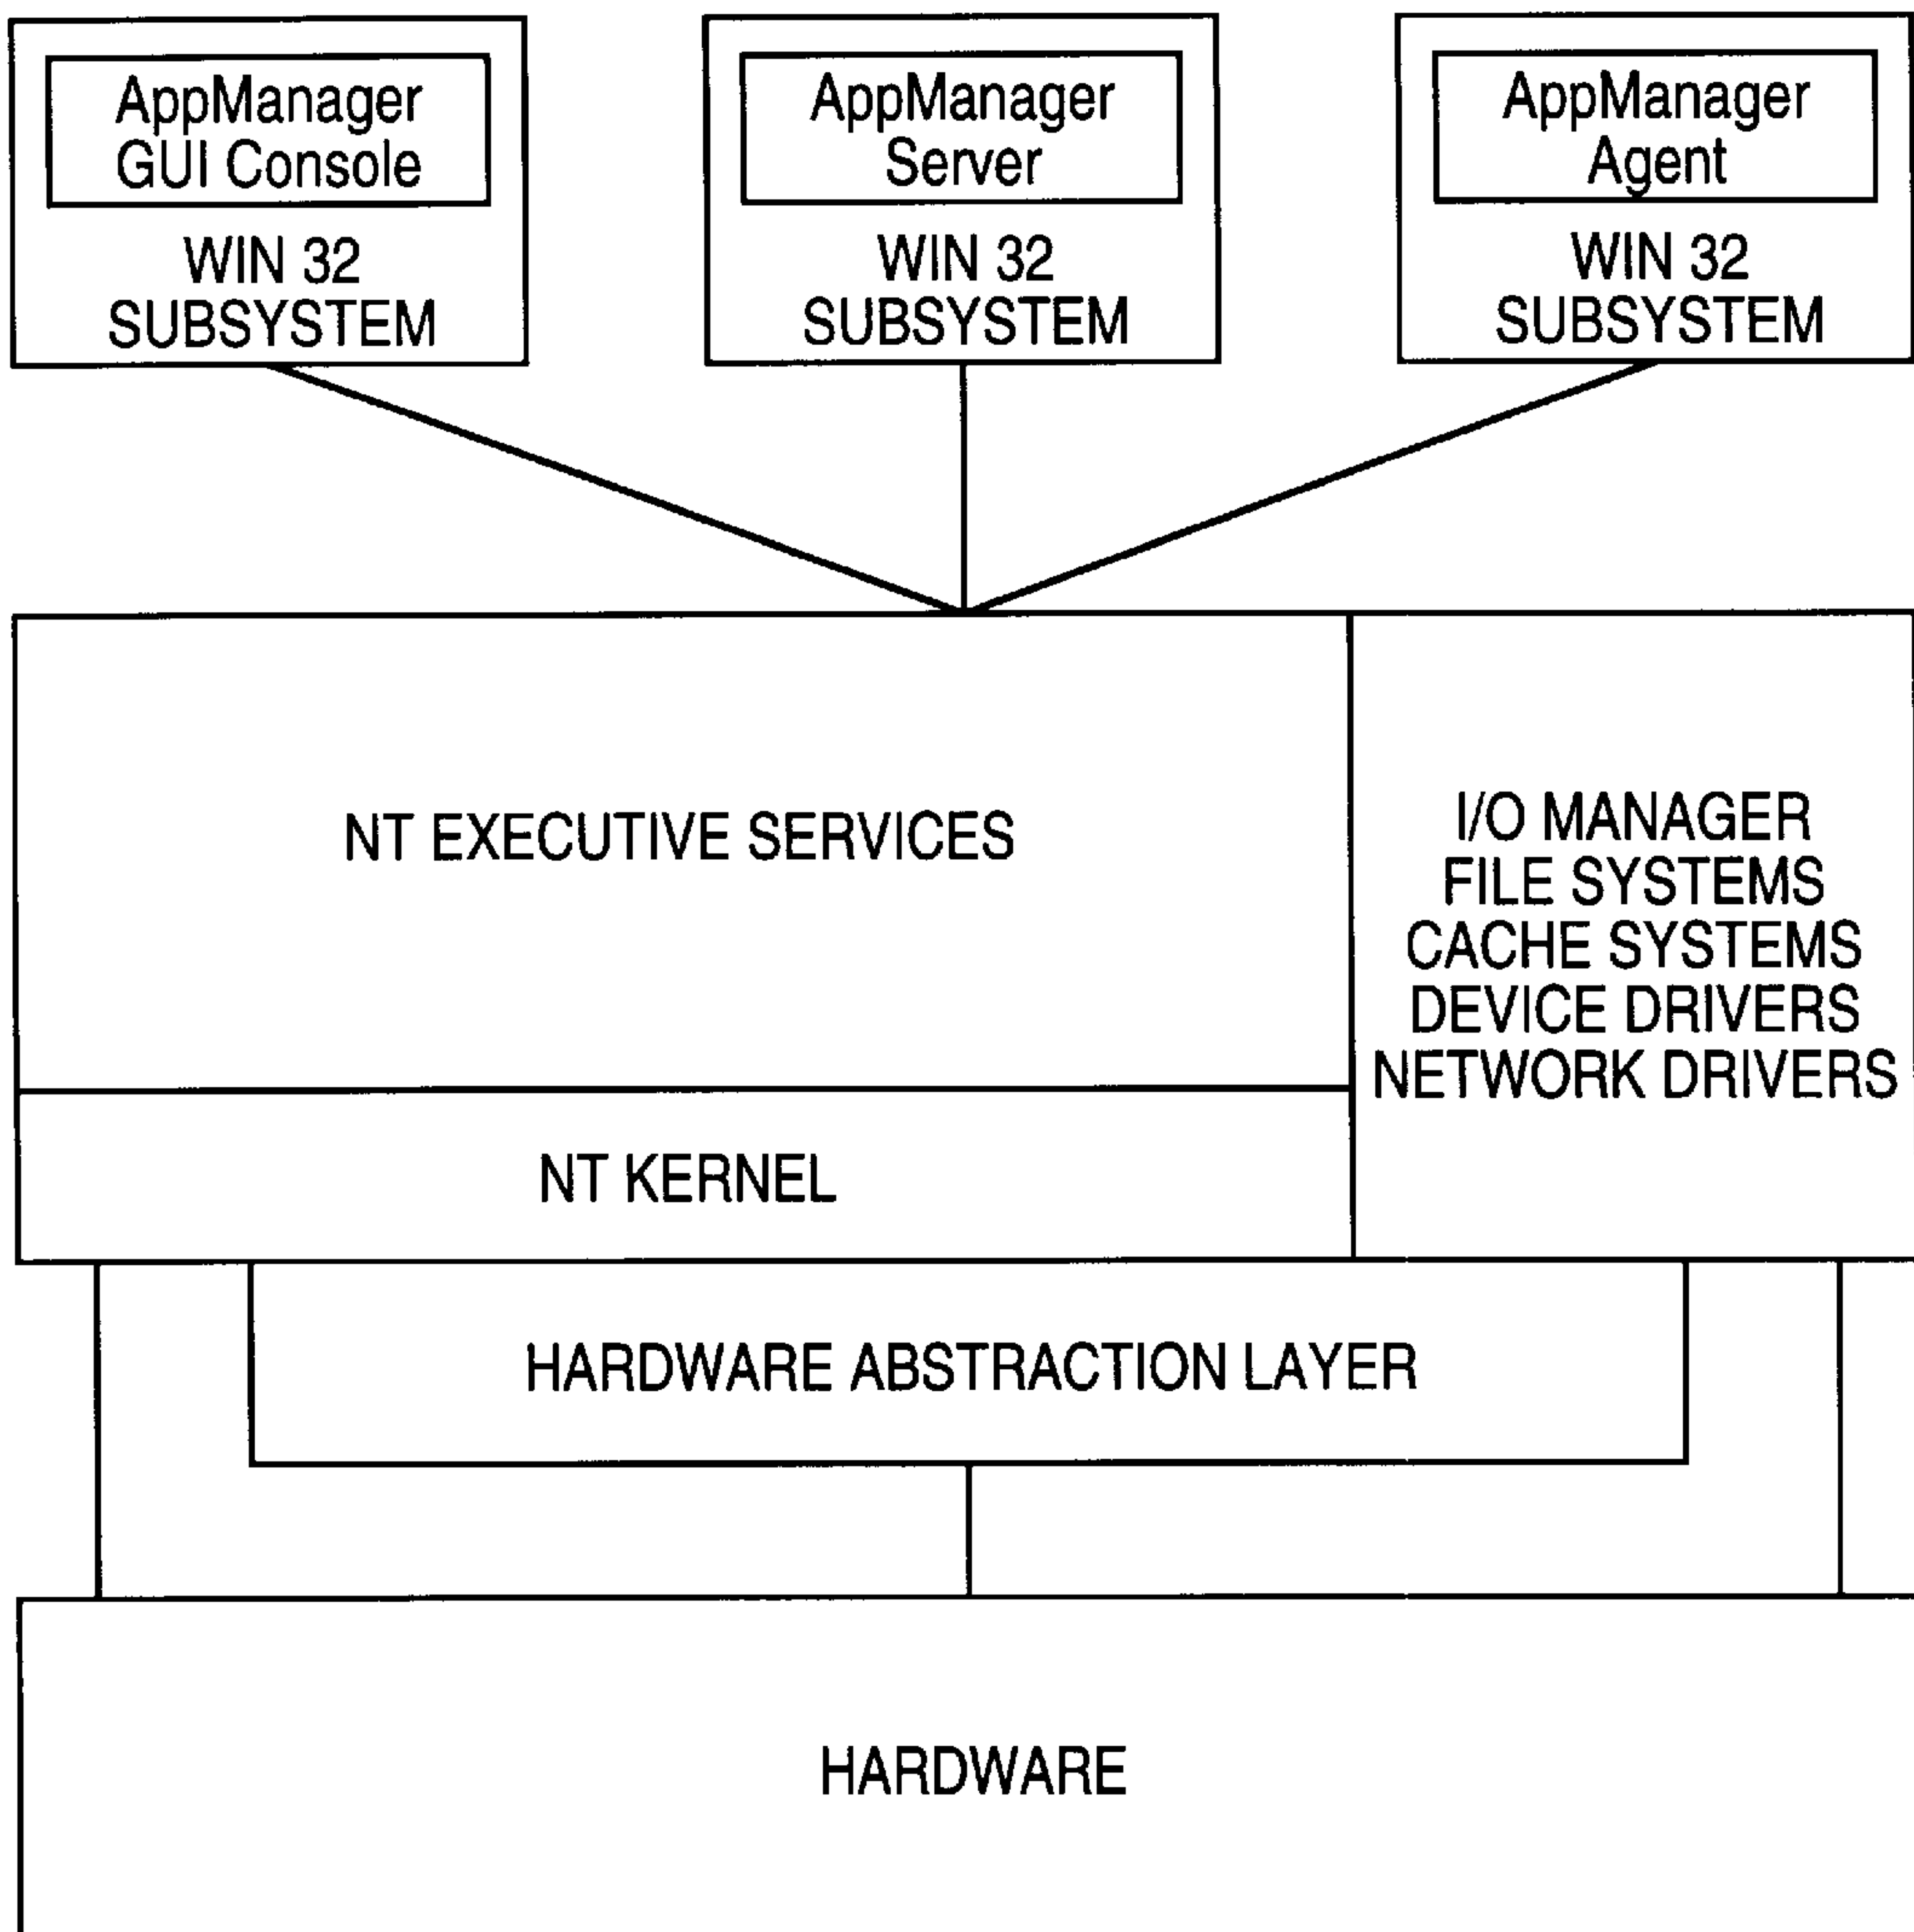 AppManager
GUI Console
WIN 32
SUBSYSTEM
AppManager
Server
WIN 32
SUBSYSTEM
AppManager
Agent
WIN 32
SUBSYSTEM
NT EXECUTIVE SERVICES
I/O MANAGER
FILE SYSTEMS
CACHE SYSTEMS
DEVICE DRIVERS
NETWORK DRIVERS
NT KERNEL
HARDWARE ABSTRACTION LAYER
HARDWARE